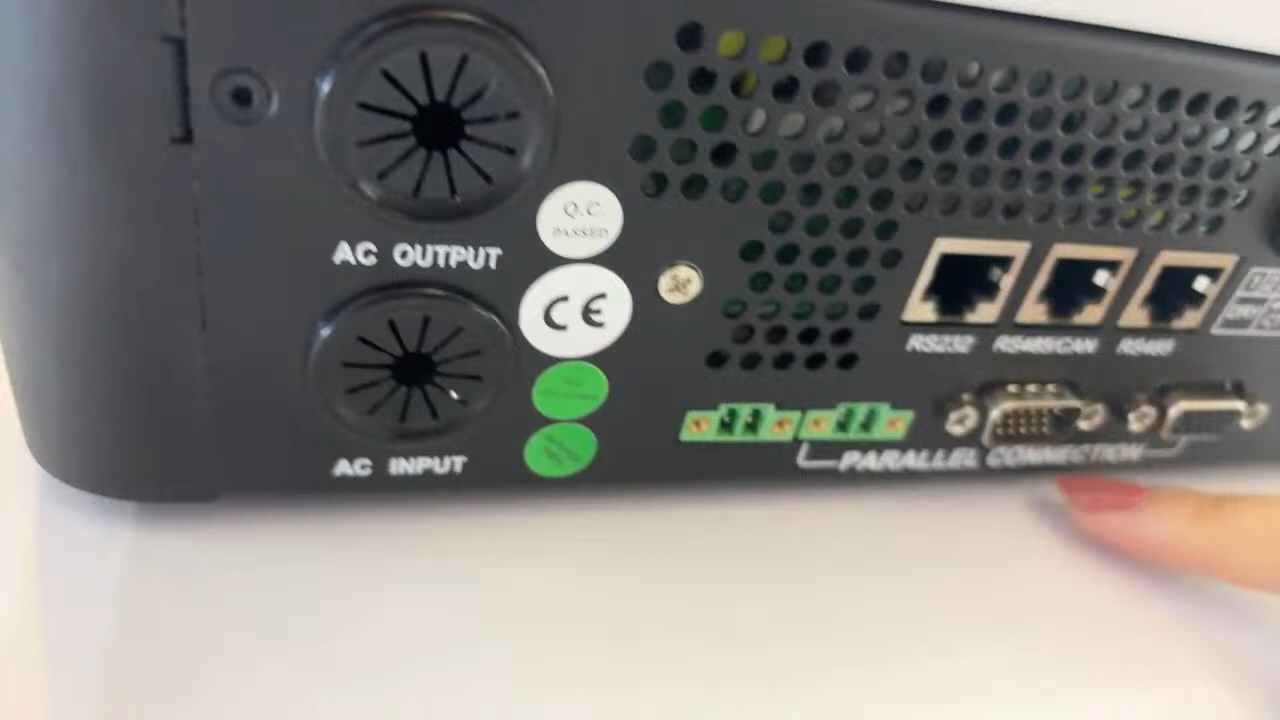 AC OUTPUT
Q.C.
PASSED
CE
RS232
RS485/CAN
RS485
PARALLEL CONNECTION
AC INPUT